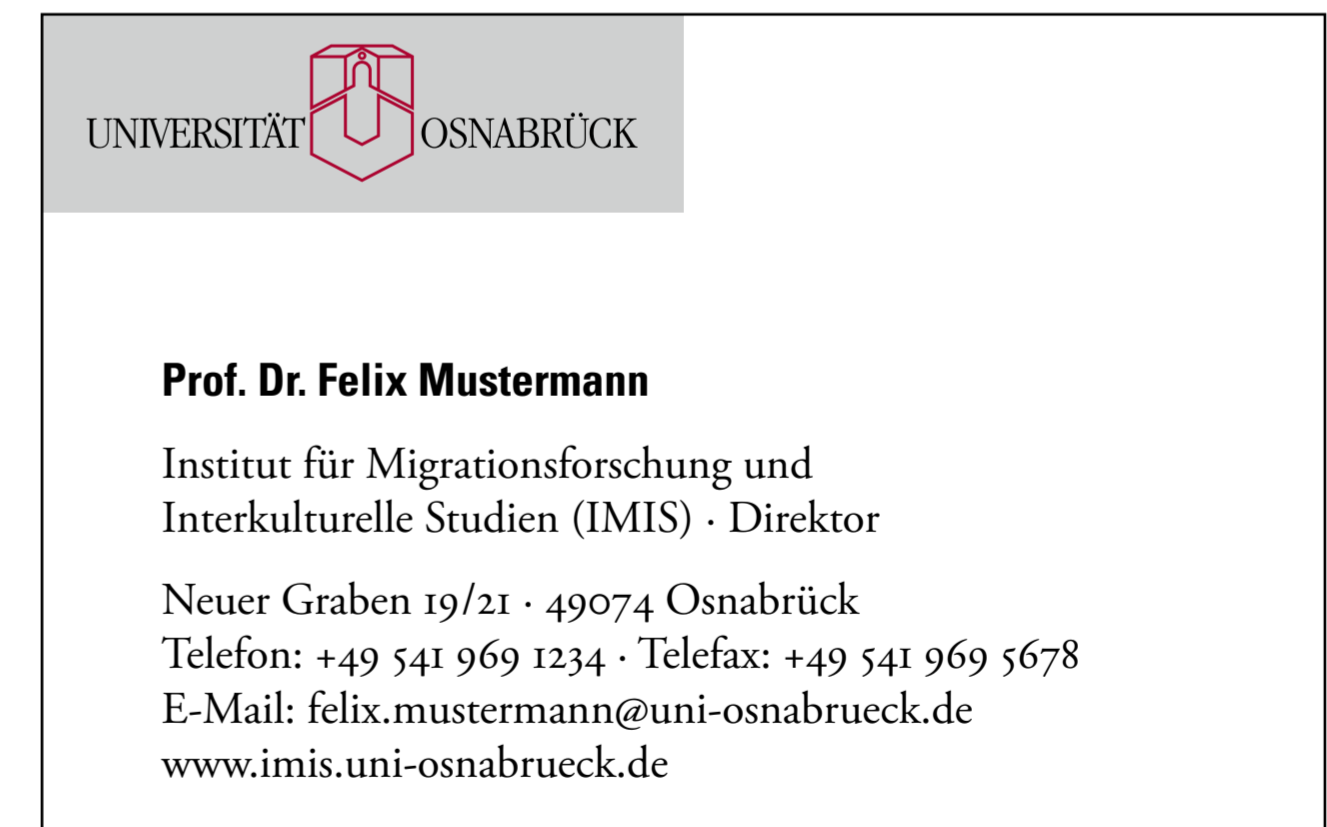 UNIVERSITÄT OSNABRÜCK
Prof. Dr. Felix Mustermann
Institut für Migrationsforschung und
Interkulturelle Studien (IMIS) · Direktor
Neuer Graben 19/21 · 49074 Osnabrück
Telefon: +49 541 969 1234 · Telefax: +49 541 969 5678
E-Mail: felix.mustermann@uni-osnabrueck.de
www.imis.uni-osnabrueck.de